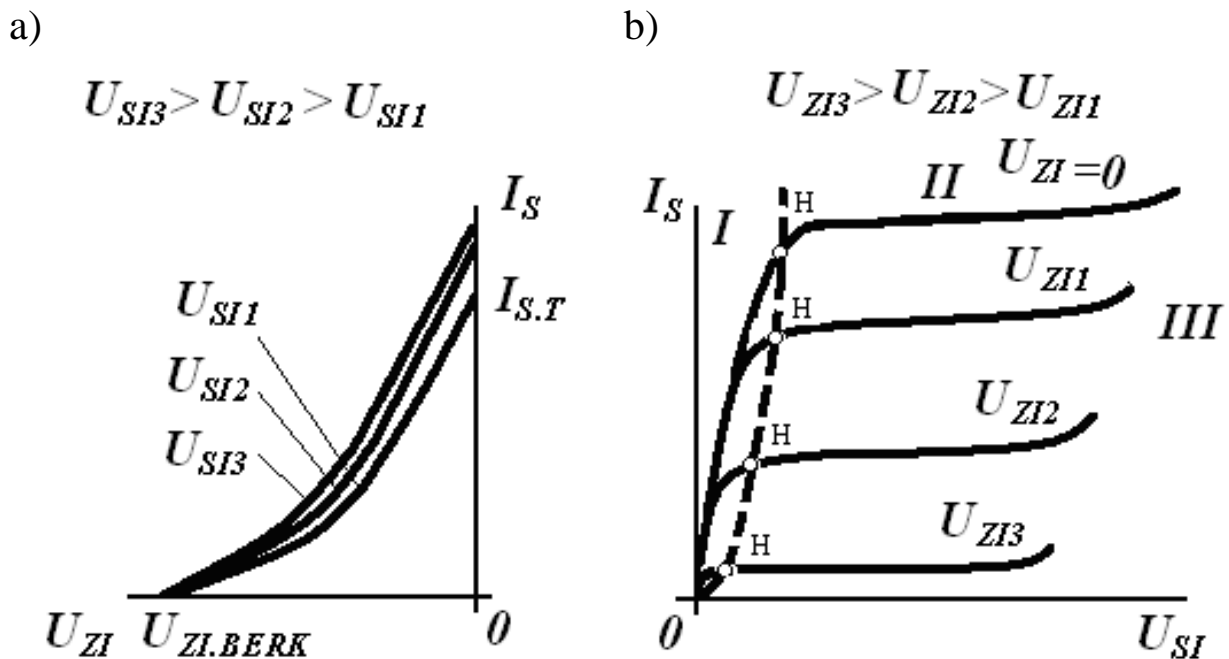 a)
U_SI3 > U_SI2 > U_SI1
I_S
I_S.T
U_SI1
U_SI2
U_SI3
U_ZI U_ZI.BERK 0
b)
U_ZI3 > U_ZI2 > U_ZI1
U_ZI =0
I_S I H II
U_ZI1
H
III
U_ZI2
H
U_ZI3
H
0 U_SI